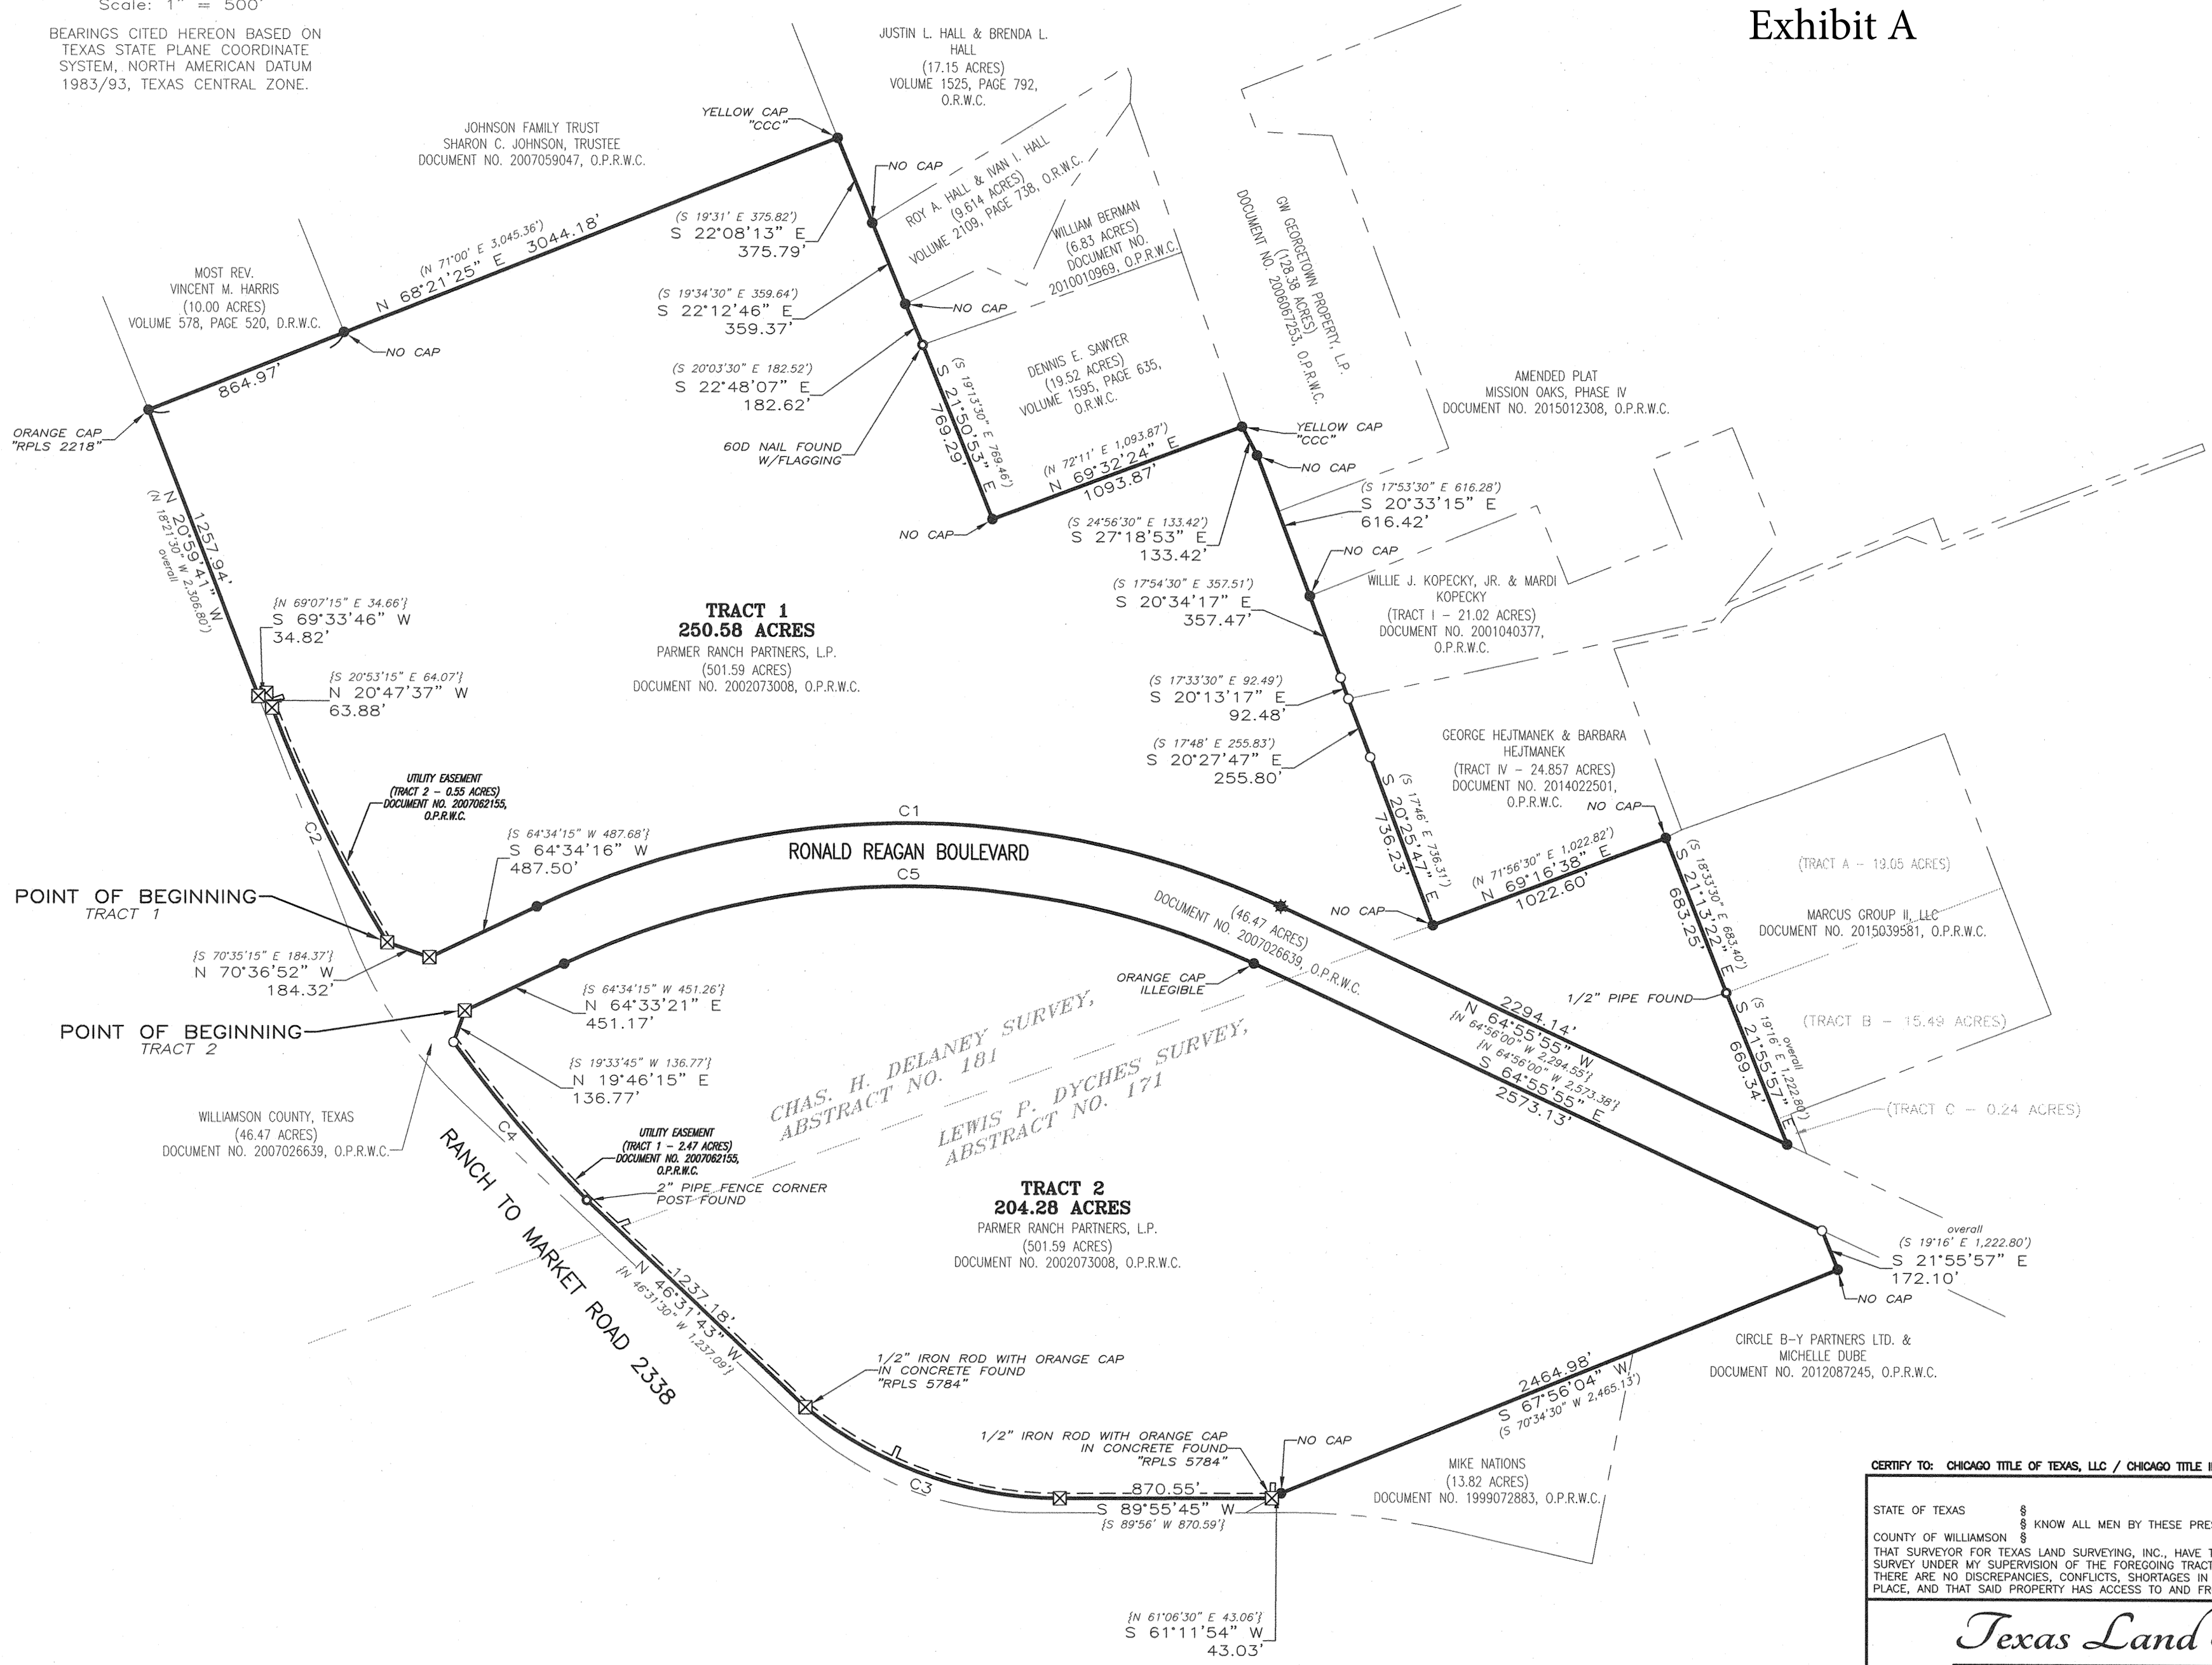 Scale: 1" = 500'
Exhibit A
BEARINGS CITED HEREON BASED ON
TEXAS STATE PLANE COORDINATE
SYSTEM, NORTH AMERICAN DATUM
1983/93, TEXAS CENTRAL ZONE.
JUSTIN L. HALL & BRENDA L.
HALL
(17.15 ACRES)
VOLUME 1525, PAGE 792,
O.R.W.C.
YELLOW CAP
"CCC"
JOHNSON FAMILY TRUST
SHARON C. JOHNSON, TRUSTEE
DOCUMENT NO. 2007059047, O.P.R.W.C.
NO CAP
ROY A. HALL & IVAN I. HALL
(9.614 ACRES)
VOLUME 2109, PAGE 738, O.R.W.C.
WILLIAM BERMAN
(6.83 ACRES)
DOCUMENT NO.
2010010969, O.P.R.W.C.
GW GEORGETOWN PROPERTY, L.P.
(128.38 ACRES)
DOCUMENT NO. 2006067253, O.P.R.W.C.
(S 19°31' E 375.82')
S 22°08'13" E
375.79'
(N 71°00' E 3,045.36')
N 68°21'25" E 3044.18'
MOST REV.
VINCENT M. HARRIS
(10.00 ACRES)
VOLUME 578, PAGE 520, D.R.W.C.
NO CAP
864.97'
(S 19°34'30" E 359.64')
S 22°12'46" E
359.37'
NO CAP
(S 20°03'30" E 182.52')
S 22°48'07" E
182.62'
DENNIS E. SAWYER
(19.52 ACRES)
VOLUME 1595, PAGE 635,
O.R.W.C.
AMENDED PLAT
MISSION OAKS, PHASE IV
DOCUMENT NO. 2015012308, O.P.R.W.C.
ORANGE CAP
"RPLS 2218"
60D NAIL FOUND
W/FLAGGING
(S 19°13'30" E 769.46')
S 21°50'53" E
769.29'
(N 72°11' E 1,093.87')
N 69°32'24" E
1093.87'
YELLOW CAP
"CCC"
NO CAP
NO CAP
(S 17°53'30" E 616.28')
S 20°33'15" E
616.42'
(S 24°56'30" E 133.42')
S 27°18'53" E
133.42'
NO CAP
1257.94'
N 20°59'41" W
(N 18°21'30" W 2,306.80')
overall
(S 17°54'30" E 357.51')
S 20°34'17" E
357.47'
WILLIE J. KOPECKY, JR. & MARDI
KOPECKY
(TRACT I - 21.02 ACRES)
DOCUMENT NO. 2001040377,
O.P.R.W.C.
{N 69°07'15" E 34.66'}
S 69°33'46" W
34.82'
TRACT 1
250.58 ACRES
PARMER RANCH PARTNERS, L.P.
(501.59 ACRES)
DOCUMENT NO. 2002073008, O.P.R.W.C.
{S 20°53'15" E 64.07'}
N 20°47'37" W
63.88'
(S 17°33'30" E 92.49')
S 20°13'17" E
92.48'
(S 17°48' E 255.83')
S 20°27'47" E
255.80'
GEORGE HEJTMANEK & BARBARA
HEJTMANEK
(TRACT IV - 24.857 ACRES)
DOCUMENT NO. 2014022501,
O.P.R.W.C.
NO CAP
UTILITY EASEMENT
(TRACT 2 - 0.55 ACRES)
DOCUMENT NO. 2007062155,
O.P.R.W.C.
C2
{S 64°34'15" W 487.68'}
S 64°34'16" W
487.50'
C1
RONALD REAGAN BOULEVARD
C5
(S 17°46' E 736.31')
S 20°25'47" E
736.23'
(N 71°56'30" E 1,022.82')
N 69°16'38" E
1022.60'
NO CAP
(S 18°33'30" E 683.40')
S 21°13'22" E
683.25'
(TRACT A - 19.05 ACRES)
MARCUS GROUP II, LLC
DOCUMENT NO. 2015039581, O.P.R.W.C.
POINT OF BEGINNING
TRACT 1
(46.47 ACRES)
DOCUMENT NO. 2007026639, O.P.R.W.C.
{S 70°35'15" E 184.37'}
N 70°36'52" W
184.32'
{S 64°34'15" W 451.26'}
N 64°33'21" E
451.17'
ORANGE CAP
ILLEGIBLE
1/2" PIPE FOUND
2294.14'
N 64°55'55" W
{N 64°56'00" W 2,294.55'}
{N 64°56'00" W 2,573.38'}
S 64°55'55" E
2573.13'
overall
(S 19°16' E 1,222.80')
S 21°55'57" E
669.34'
(TRACT B - 15.49 ACRES)
POINT OF BEGINNING
TRACT 2
{S 19°33'45" W 136.77'}
N 19°46'15" E
136.77'
CHAS. H. DELANEY SURVEY,
ABSTRACT NO. 181
LEWIS P. DYCHES SURVEY,
ABSTRACT NO. 171
(TRACT C - 0.24 ACRES)
WILLIAMSON COUNTY, TEXAS
(46.47 ACRES)
DOCUMENT NO. 2007026639, O.P.R.W.C.
C4
RANCH TO MARKET ROAD 2338
UTILITY EASEMENT
(TRACT 1 - 2.47 ACRES)
DOCUMENT NO. 2007062155,
O.P.R.W.C.
2" PIPE FENCE CORNER
POST FOUND
TRACT 2
204.28 ACRES
PARMER RANCH PARTNERS, L.P.
(501.59 ACRES)
DOCUMENT NO. 2002073008, O.P.R.W.C.
overall
(S 19°16' E 1,222.80')
S 21°55'57" E
172.10'
NO CAP
1237.18'
N 46°31'43" W
{N 46°31'30" W 1,237.09'}
CIRCLE B-Y PARTNERS LTD. &
MICHELLE DUBE
DOCUMENT NO. 2012087245, O.P.R.W.C.
1/2" IRON ROD WITH ORANGE CAP
IN CONCRETE FOUND
"RPLS 5784"
2464.98'
S 67°56'04" W
(S 70°34'30" W 2,465.13')
1/2" IRON ROD WITH ORANGE CAP
IN CONCRETE FOUND
"RPLS 5784"
NO CAP
C3
870.55'
S 89°55'45" W
{S 89°56' W 870.59'}
MIKE NATIONS
(13.82 ACRES)
DOCUMENT NO. 1999072883, O.P.R.W.C.
{N 61°06'30" E 43.06'}
S 61°11'54" W
43.03'
CERTIFY TO: CHICAGO TITLE OF TEXAS, LLC / CHICAGO TITLE
STATE OF TEXAS §
§ KNOW ALL MEN BY THESE PRE
COUNTY OF WILLIAMSON §
THAT SURVEYOR FOR TEXAS LAND SURVEYING, INC., HAVE
SURVEY UNDER MY SUPERVISION OF THE FOREGOING TRACT
THERE ARE NO DISCREPANCIES, CONFLICTS, SHORTAGES IN
PLACE, AND THAT SAID PROPERTY HAS ACCESS TO AND FR
Texas Land